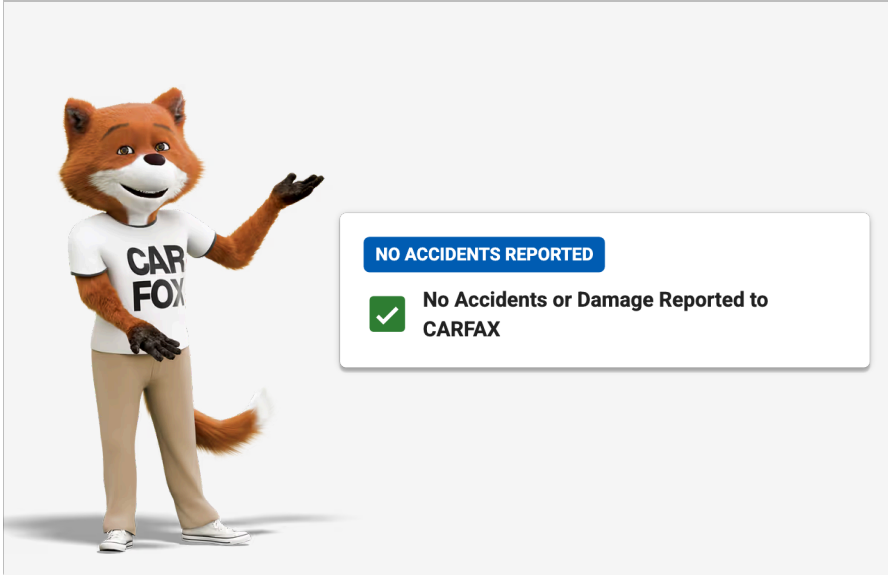 CAR
FOX
NO ACCIDENTS REPORTED
No Accidents or Damage Reported to
CARFAX